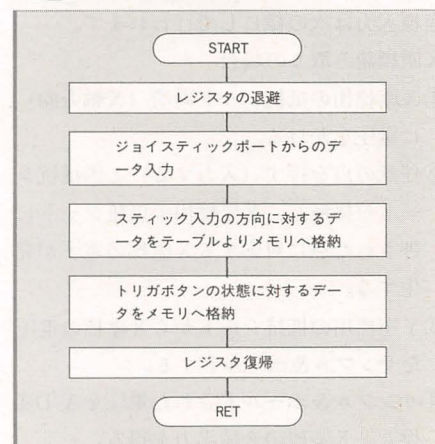 START
レジスタの退避
ジョイスティックポートからのデ
ータ入力
スティック入力の方向に対するデ
ータをテーブルよりメモリへ格納
トリガボタンの状態に対するデー
タをメモリへ格納
レジスタ復帰
RET